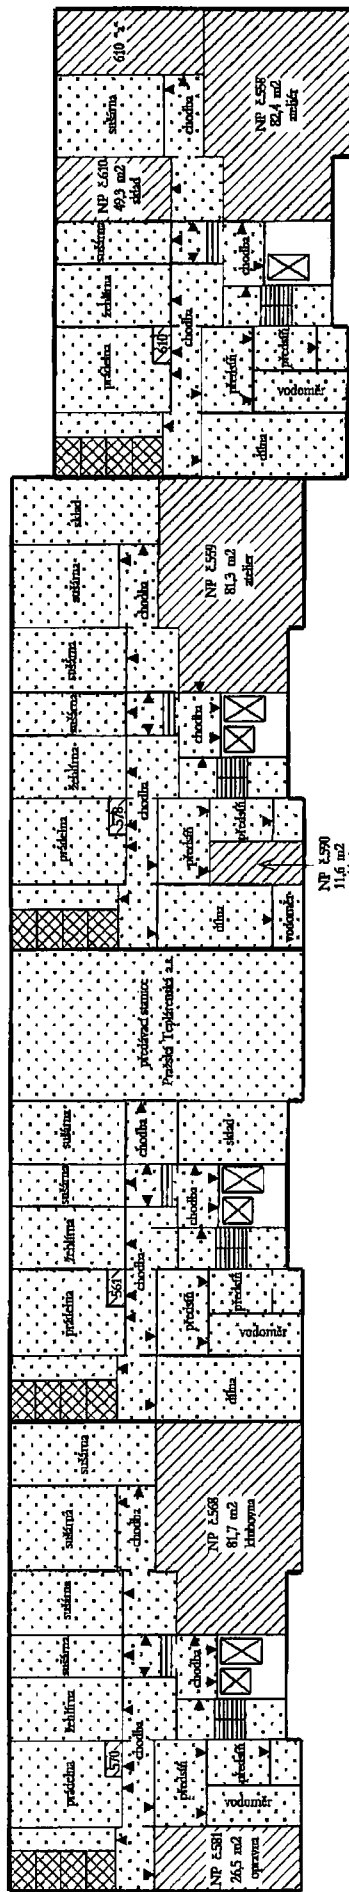 610
sušárna
chodba
NP č.558
82,4 m2
ateliér
NP č.610
49,3 m2
sklad
sušárna
chodba
žehlírna
chodba
prádelna
610
předsíň
předsíň
vodoměr
dílna
sklad
sušárna
chodba
NP č.559
81,3 m2
atelier
sušárna
sušárna
chodba
žehlírna
chodba
prádelna
578
předsíň
předsíň
NP č.590
11,6 m2
dílna
vodoměr
předávací stanice
Pražská Teplárenská a.s.
sušárna
chodba
sklad
sušárna
chodba
žehlírna
chodba
prádelna
561
předsíň
předsíň
vodoměr
dílna
sušárna
sušárna
chodba
NP č.568
81,7 m2
klubovna
sušárna
sušárna
chodba
žehlírna
chodba
prádelna
570
předsíň
předsíň
vodoměr
NP č.581
26,5 m2
opravna